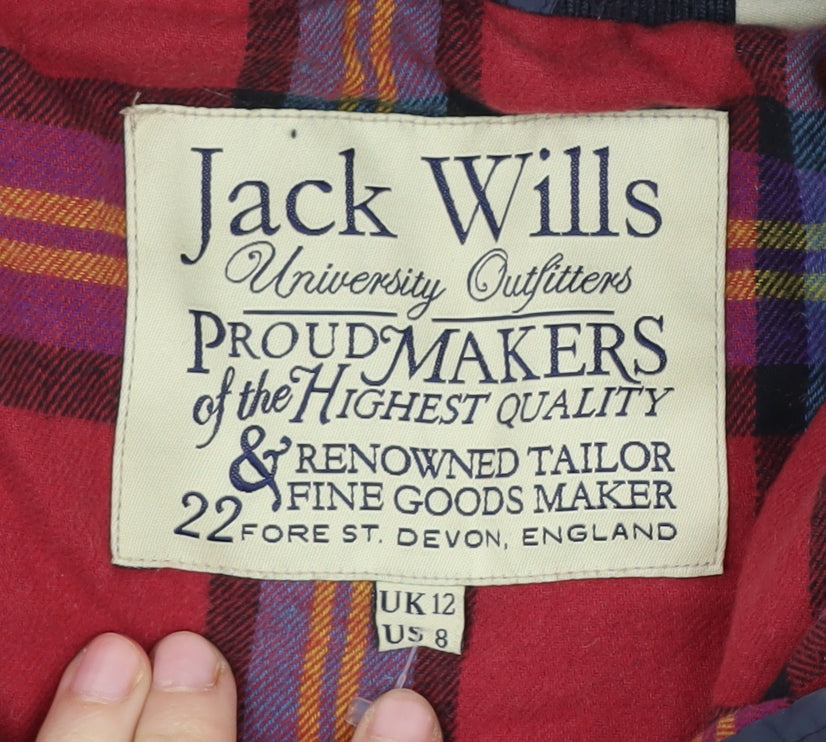 Jack Wills
University Outfitters
PROUD MAKERS
of the HIGHEST QUALITY
& RENOWNED TAILOR
FINE GOODS MAKER
22 FORE ST. DEVON, ENGLAND
UK 12
US 8